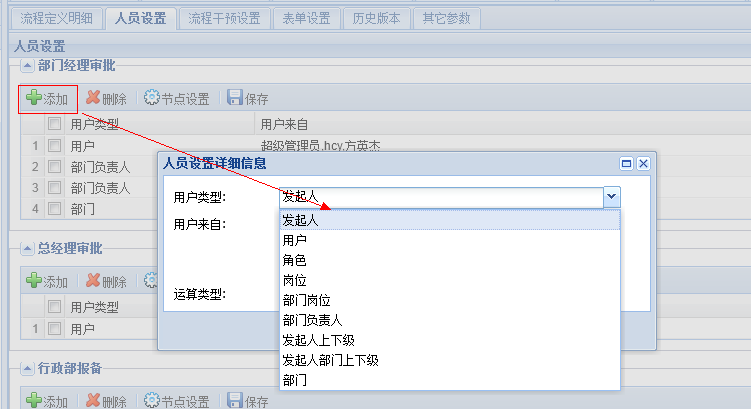 流程定义明细 人员设置 流程干预设置 表单设置 历史版本 其它参数
人员设置
部门经理审批
添加 删除 节点设置 保存
用户类型 用户来自
1 用户 超级管理员,hcy,方英杰
2 部门负责人
3 部门负责人
4 部门
人员设置详细信息
用户类型: 发起人
用户来自:
运算类型:
发起人
用户
角色
岗位
部门岗位
部门负责人
发起人上下级
发起人部门上下级
部门
总经理审批
添加 删除
用户类型
1 用户
行政部报备
添加 删除 节点设置 保存